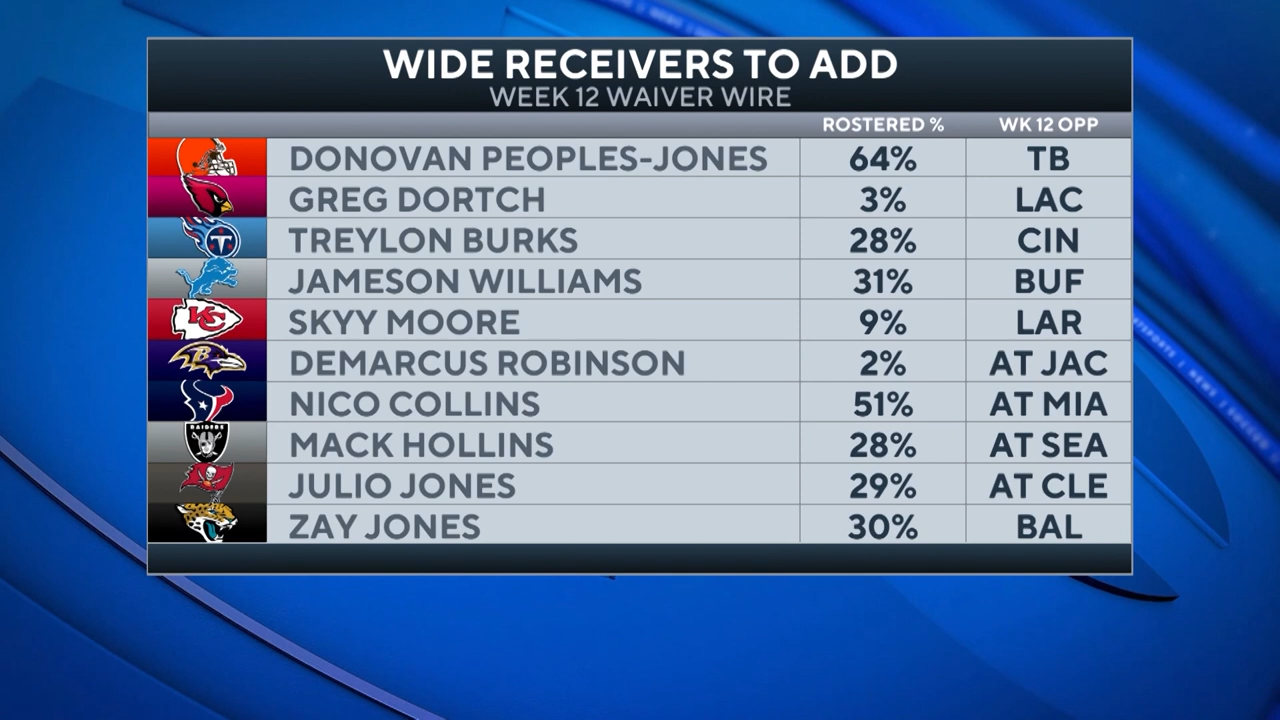 WIDE RECEIVERS TO ADD
WEEK 12 WAIVER WIRE
ROSTERED % WK 12 OPP
DONOVAN PEOPLES-JONES 64% TB
GREG DORTCH 3% LAC
TREYLON BURKS 28% CIN
JAMESON WILLIAMS 31% BUF
SKYY MOORE 9% LAR
DEMARCUS ROBINSON 2% AT JAC
NICO COLLINS 51% AT MIA
RAIDERS
MACK HOLLINS 28% AT SEA
JULIO JONES 29% AT CLE
ZAY JONES 30% BAL